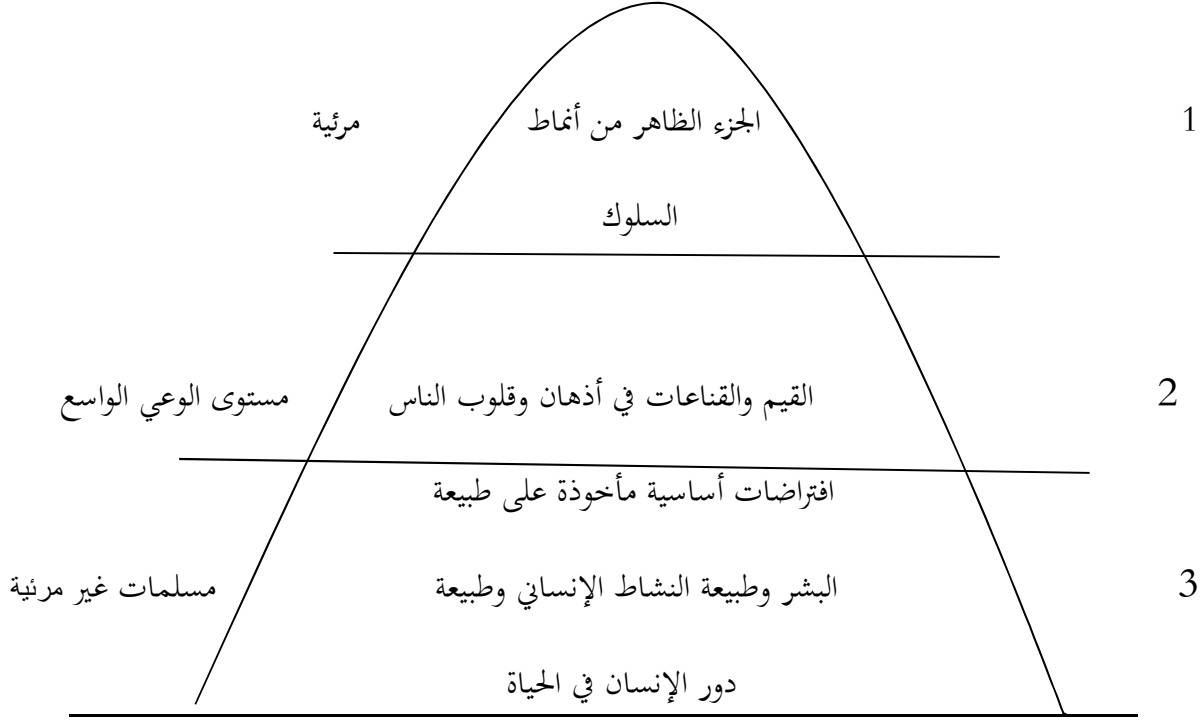 1
الجزء الظاهر من أنماط
مرئية
السلوك
2
القيم والقناعات في أذهان وقلوب الناس
مستوى الوعي الواسع
افتراضات أساسية مأخوذة على طبيعة
3
البشر وطبيعة النشاط الإنساني وطبيعة
مسلمات غير مرئية
دور الإنسان في الحياة